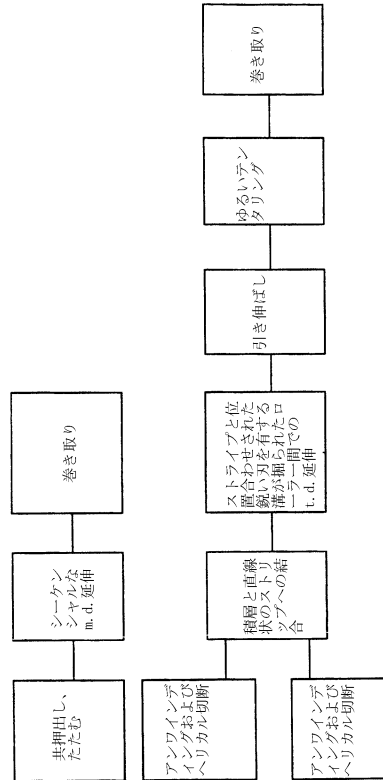 共押出し、
たたむ
シーケン
シャルな
m.d.延伸
巻き取り
アンワインデ
ィングおよび
ヘリカル切断
アンワインデ
ィングおよび
ヘリカル切断
積層と直線
状のストリ
ップへの結
合
ストライプと位
置合わせされた
鋭い刃を有する
溝が掘られたロ
ーラー間での
t.d.延伸
引き伸ばし
ゆるいテン
タリング
巻き取り